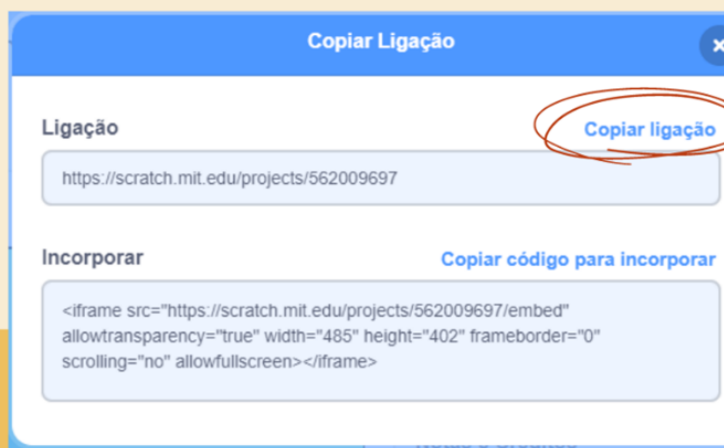 Copiar Ligação
Ligação
Copiar ligação
https://scratch.mit.edu/projects/562009697
Incorporar
Copiar código para incorporar
<iframe src="https://scratch.mit.edu/projects/562009697/embed"
allowtransparency="true" width="485" height="402" frameborder="0"
scrolling="no" allowfullscreen></iframe>